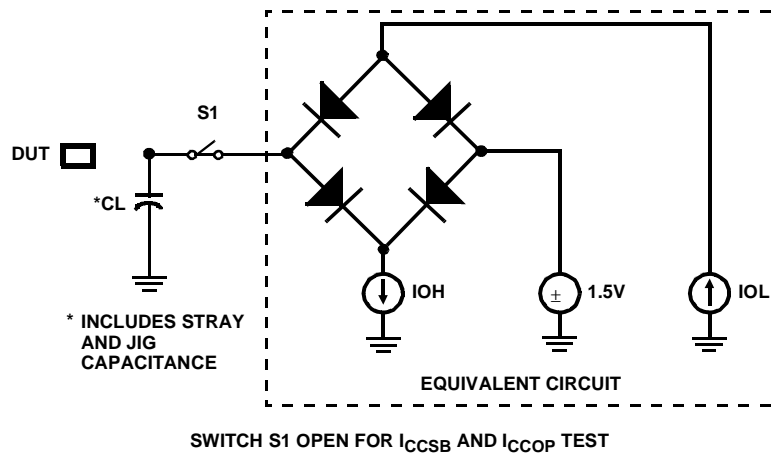 S1
DUT
*CL
IOH
±
1.5V
IOL
* INCLUDES STRAY
AND JIG
CAPACITANCE
EQUIVALENT CIRCUIT
SWITCH S1 OPEN FOR ICCSB AND ICCOP TEST